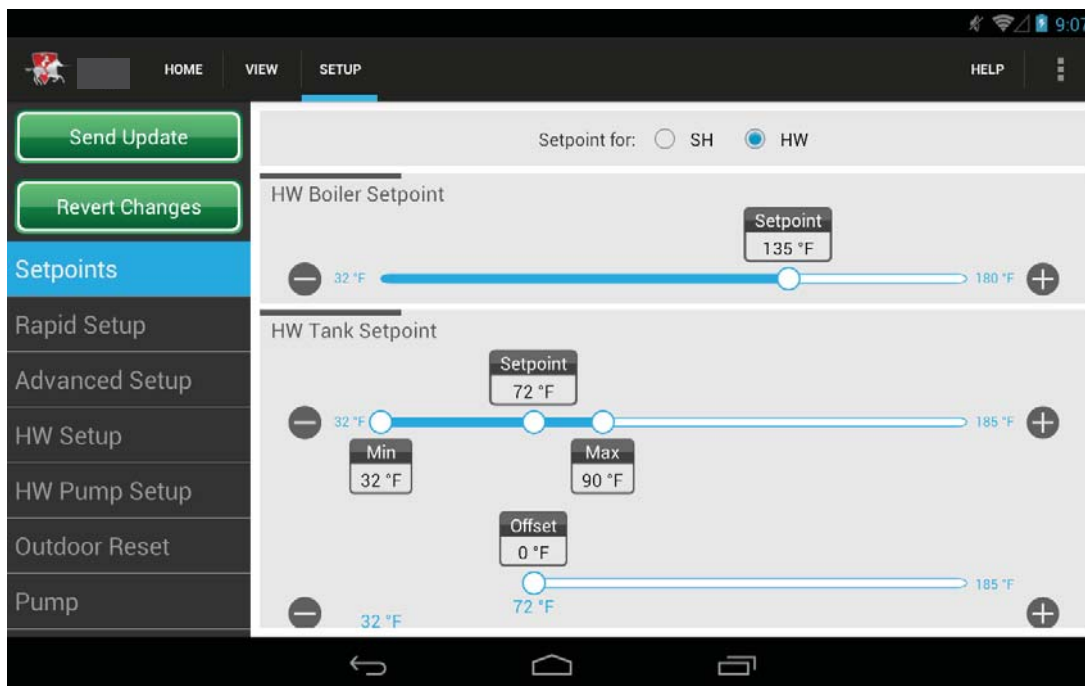 9:07
HOME VIEW SETUP HELP
Send Update
Revert Changes
Setpoints
Rapid Setup
Advanced Setup
HW Setup
HW Pump Setup
Outdoor Reset
Pump
Setpoint for: SH HW
HW Boiler Setpoint
Setpoint
135 °F
32 °F 180 °F
HW Tank Setpoint
Setpoint
72 °F
32 °F 185 °F
Min Max
32 °F 90 °F
Offset
0 °F
185 °F
32 °F 72 °F